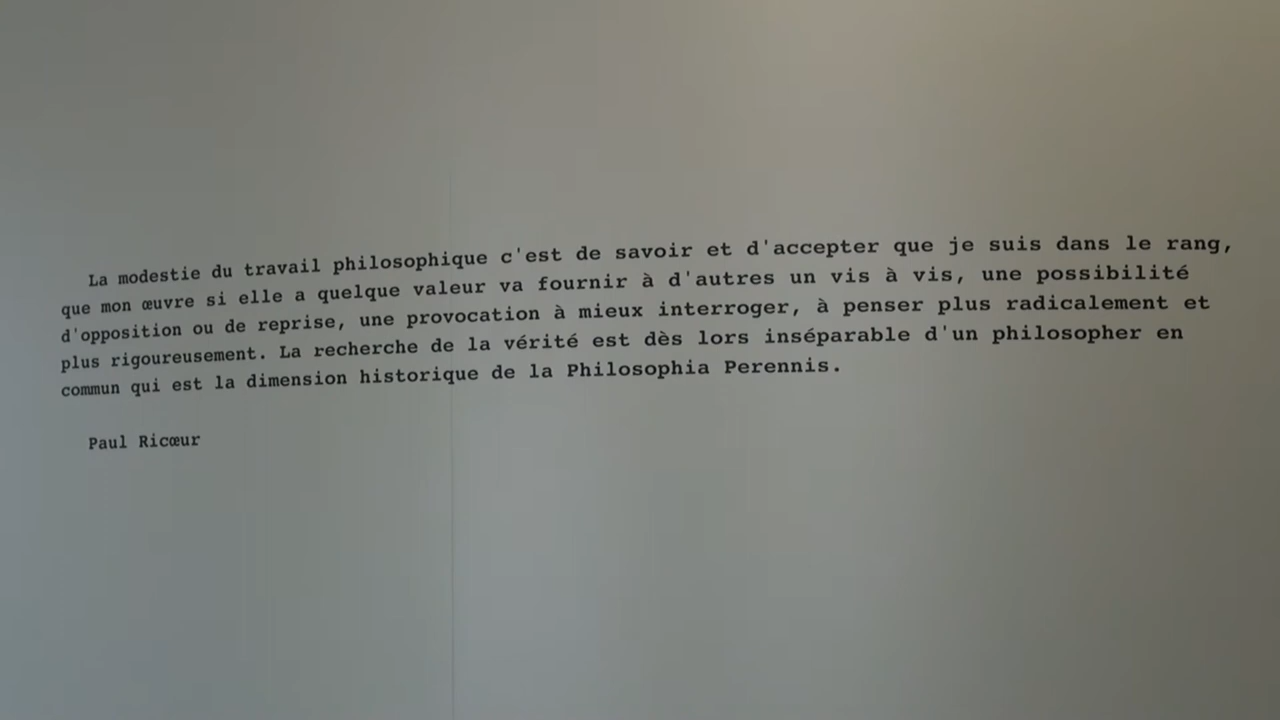 La modestie du travail philosophique c'est de savoir et d'accepter que je suis dans le rang,
que mon œuvre si elle a quelque valeur va fournir à d'autres un vis à vis, une possibilité
d'opposition ou de reprise, une provocation à mieux interroger, à penser plus radicalement et
plus rigoureusement. La recherche de la vérité est dès lors inséparable d'un philosopher en
commun qui est la dimension historique de la Philosophia Perennis.
Paul Ricœur